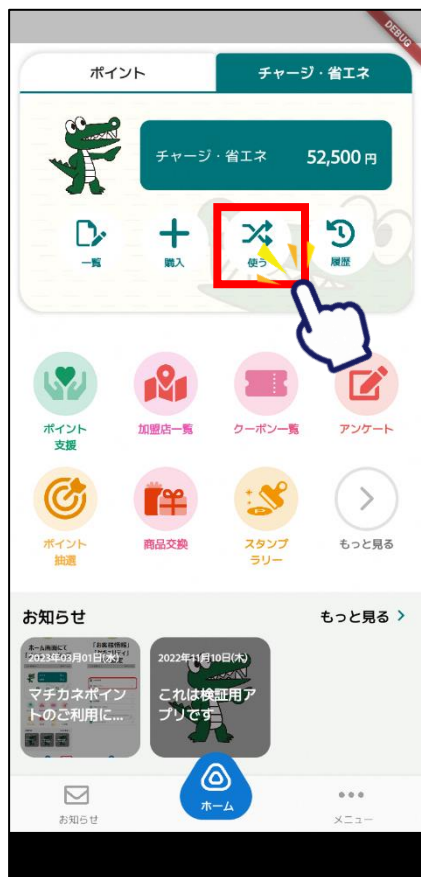 DEBUG
ポイント
チャージ・省エネ
チャージ・省エネ 52,500 円
一覧
購入
使う
履歴
ポイント
支援
加盟店一覧
クーポン一覧
アンケート
ポイント
抽選
商品交換
スタンプ
ラリー
もっと見る
お知らせ
もっと見る
2023年03月01日(水)
マチカネポイン
トのご利用に...
2022年11月10日(木)
これは検証用ア
プリです
お知らせ
ホーム
メニュー